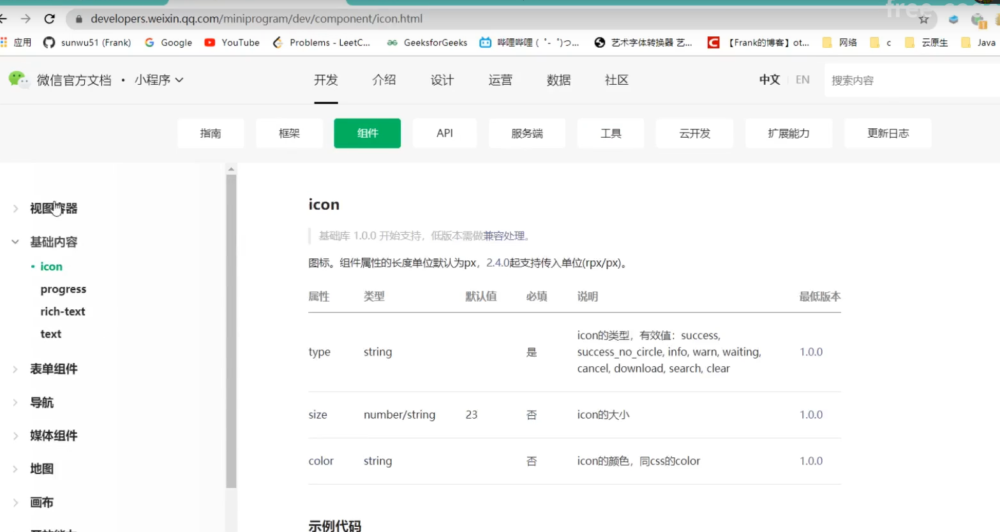 free
developers.weixin.qq.com/miniprogram/dev/component/icon.html
应用 sunwu51 (Frank) Google YouTube Problems - LeetC... GeeksforGeeks 哔哩哔哩 ( ゜- ゜)つ... 艺术字体转换器 艺... 【Frank的博客】ot... 网络 c 云原生 Java
微信官方文档 · 小程序 开发 介绍 设计 运营 数据 社区 中文 EN 搜索内容
指南 框架 组件 API 服务端 工具 云开发 扩展能力 更新日志
视图容器
基础内容
icon
progress
rich-text
text
表单组件
导航
媒体组件
地图
画布
icon
基础库 1.0.0 开始支持，低版本需做兼容处理。
图标。组件属性的长度单位默认为px，2.4.0起支持传入单位(rpx/px)。
属性 类型 默认值 必填 说明 最低版本
type string 是 icon的类型，有效值：success, success_no_circle, info, warn, waiting, cancel, download, search, clear 1.0.0
size number/string 23 否 icon的大小 1.0.0
color string 否 icon的颜色，同css的color 1.0.0
示例代码